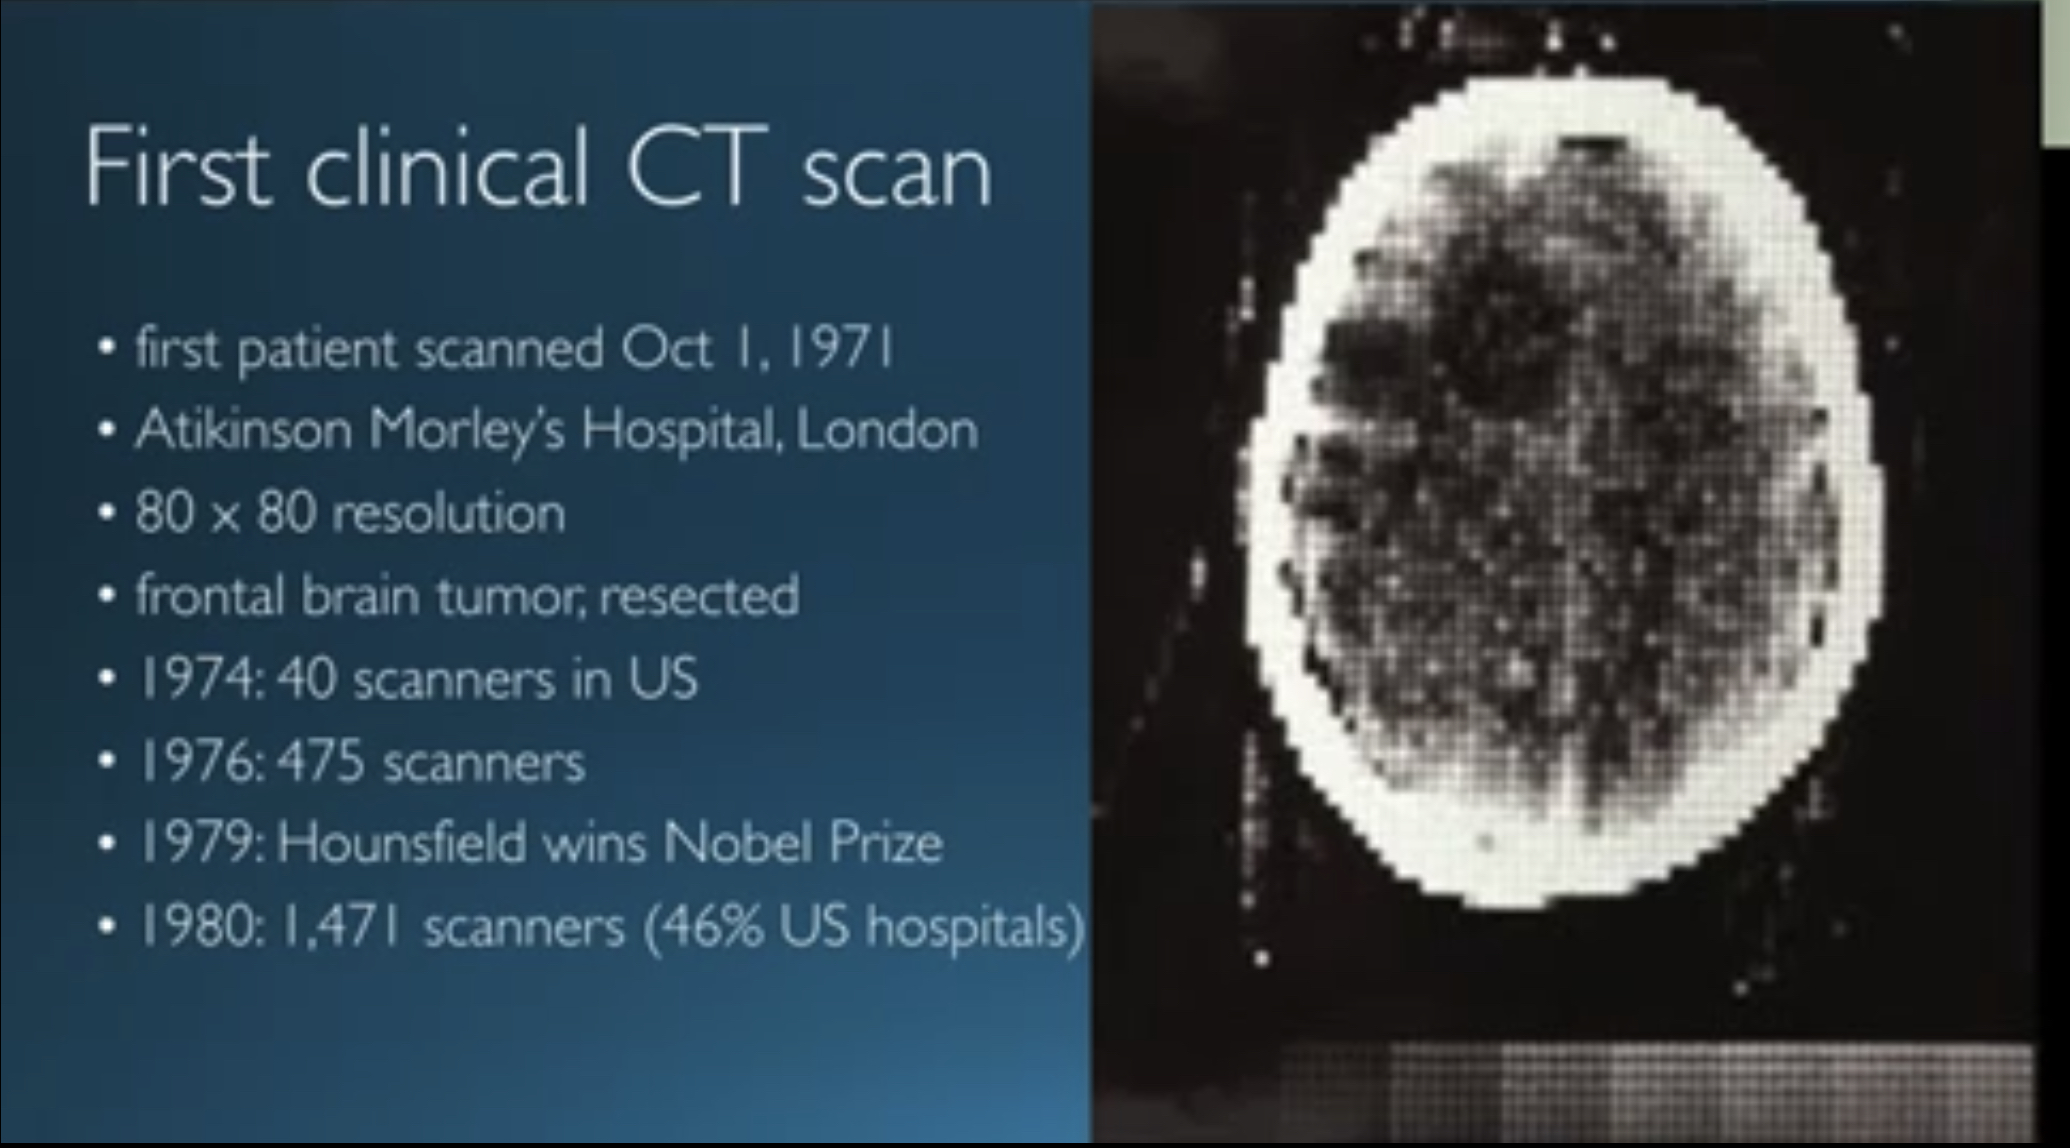 First clinical CT scan
• first patient scanned Oct 1, 1971
• Atikinson Morley's Hospital, London
• 80 x 80 resolution
• frontal brain tumor, resected
• 1974: 40 scanners in US
• 1976: 475 scanners
• 1979: Hounsfield wins Nobel Prize
• 1980: 1,471 scanners (46% US hospitals)